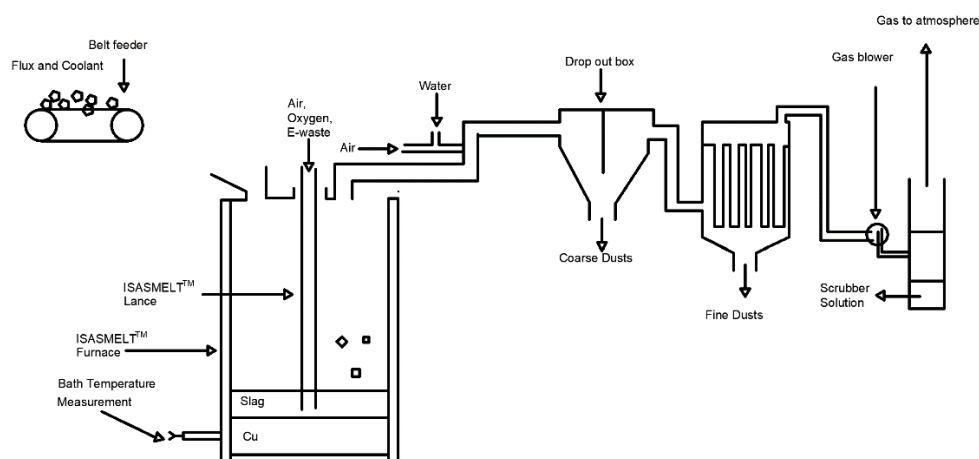 Belt feeder
Flux and Coolant
Air,
Oxygen,
E-waste
Water
Air
Drop out box
Gas to atmosphere
Gas blower
Coarse Dusts
Fine Dusts
Scrubber
Solution
ISASMELT™
Lance
ISASMELT™
Furnace
Bath Temperature
Measurement
Slag
Cu